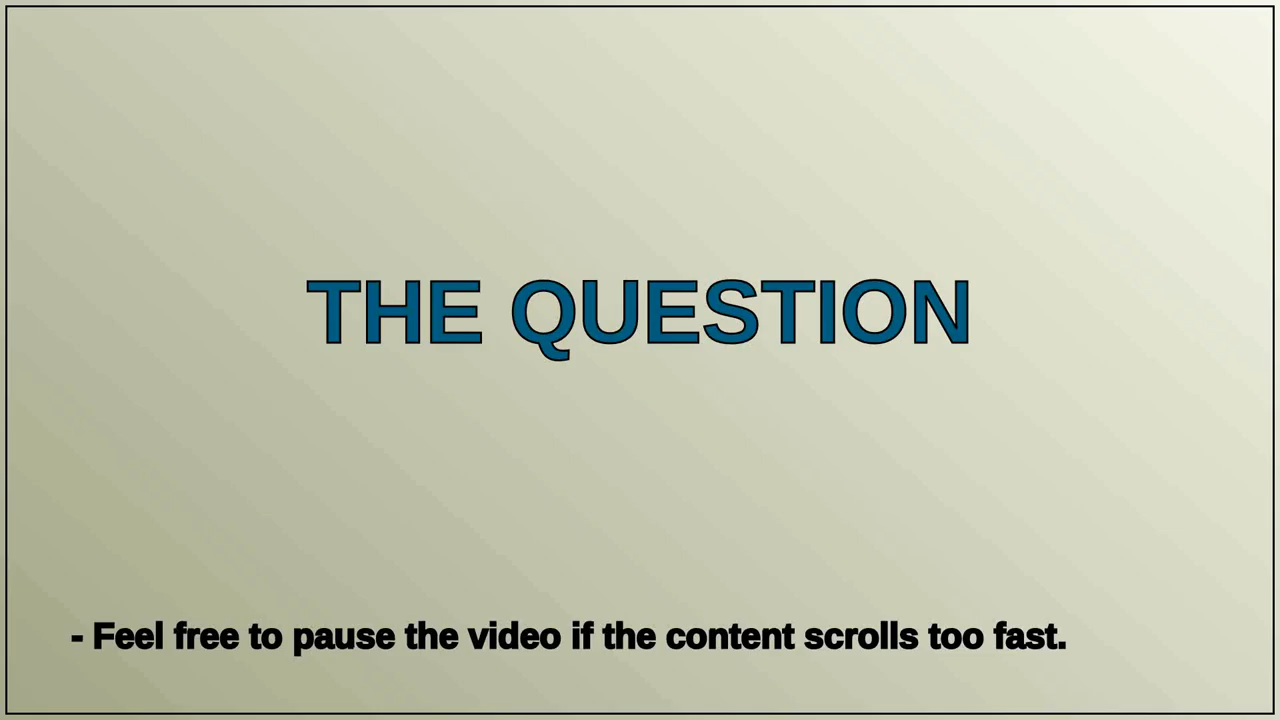 THE QUESTION
- Feel free to pause the video if the content scrolls too fast.